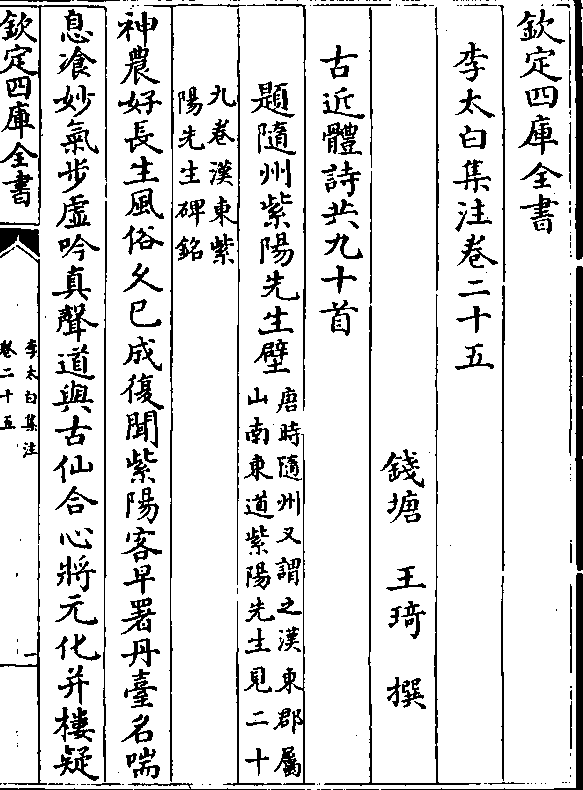 欽定四庫全書
李太白集注卷二十五
錢塘 王琦 撰
古近體詩共九十首
題隨州紫陽先生壁
唐時隨州又謂之漢東郡屬
山南東道紫陽先生見二十
九卷漢東紫
陽先生碑銘
神農好長生風俗久已成復聞紫陽客早署丹臺名喘
息飡妙氣步虛吟真聲道與古仙合心將元化并樓疑
欽定四庫全書
李太白集注
卷二十五
一